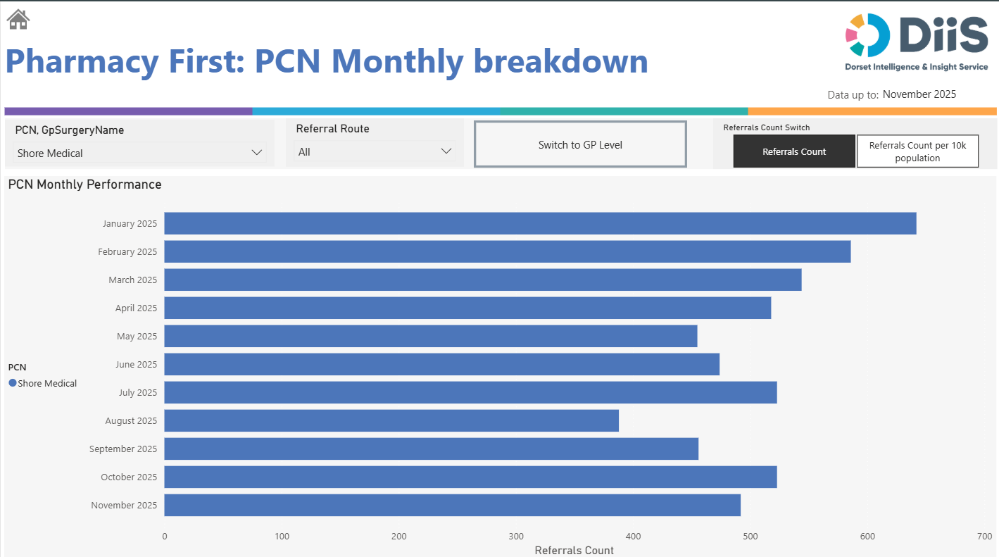 DiiS
Dorset Intelligence & Insight Service
Pharmacy First: PCN Monthly breakdown
Data up to: November 2025
PCN, GpSurgeryName
Shore Medical
Referral Route
All
Switch to GP Level
Referrals Count Switch
Referrals Count
Referrals Count per 10k
population
PCN Monthly Performance
January 2025
February 2025
March 2025
April 2025
May 2025
June 2025
July 2025
August 2025
September 2025
October 2025
November 2025
PCN
Shore Medical
0 100 200 300 400 500 600 700
Referrals Count